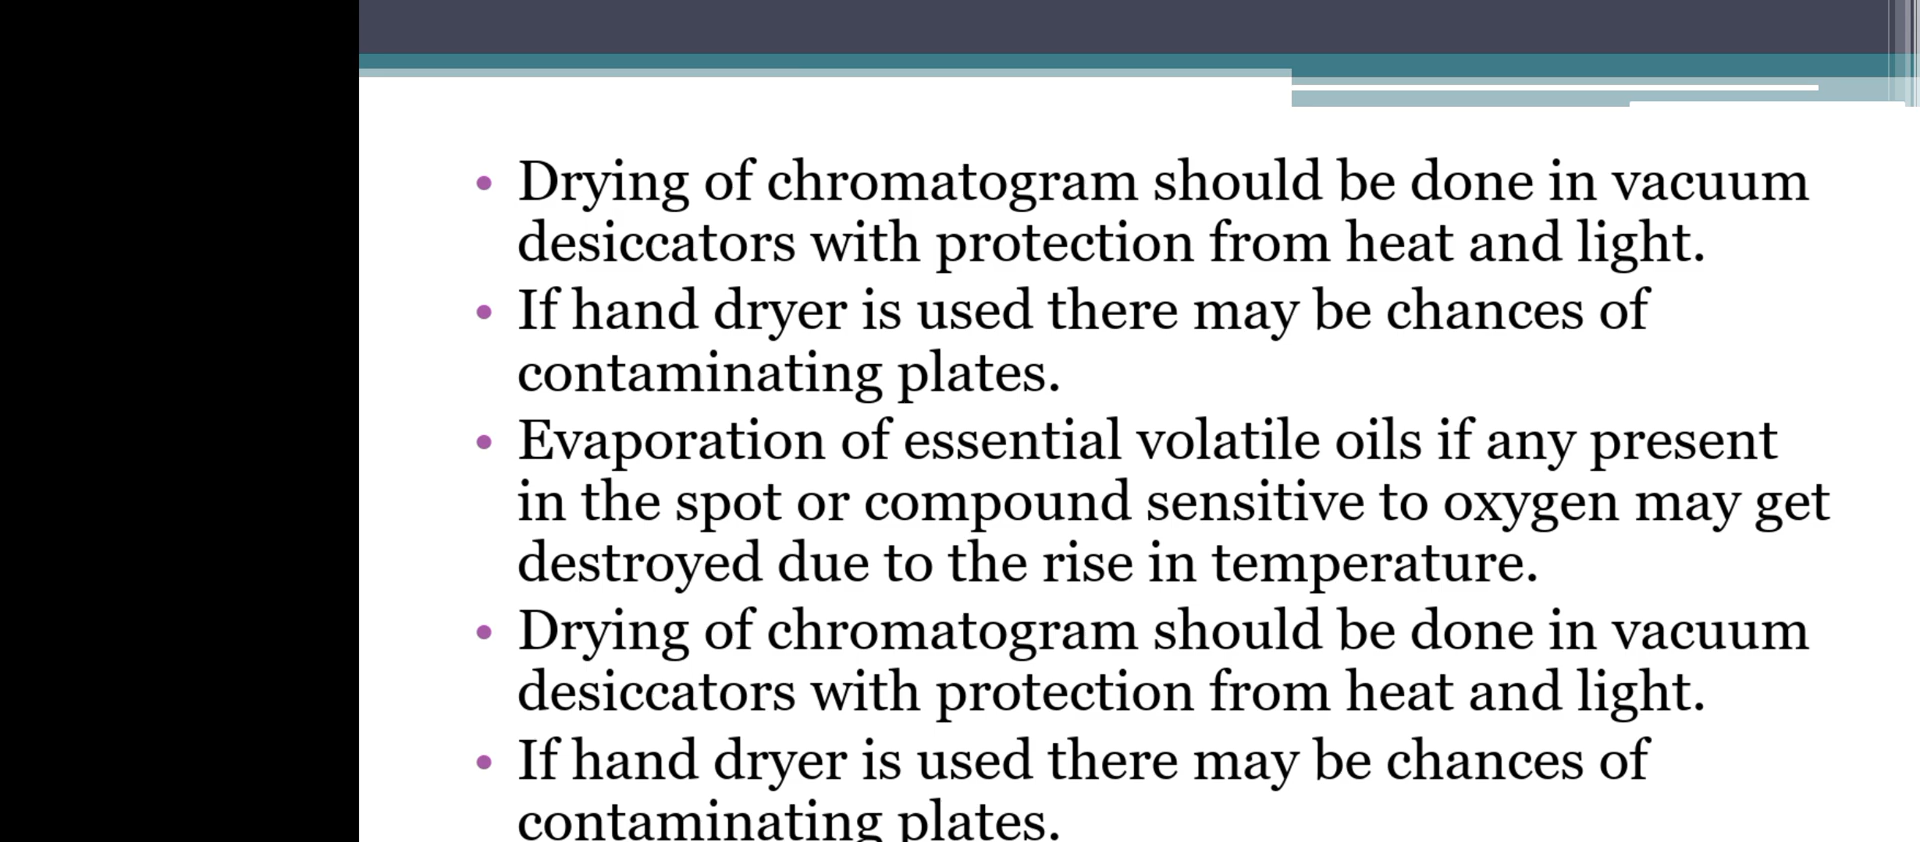 • Drying of chromatogram should be done in vacuum
desiccators with protection from heat and light.
• If hand dryer is used there may be chances of
contaminating plates.
• Evaporation of essential volatile oils if any present
in the spot or compound sensitive to oxygen may get
destroyed due to the rise in temperature.
• Drying of chromatogram should be done in vacuum
desiccators with protection from heat and light.
• If hand dryer is used there may be chances of
contaminating plates.